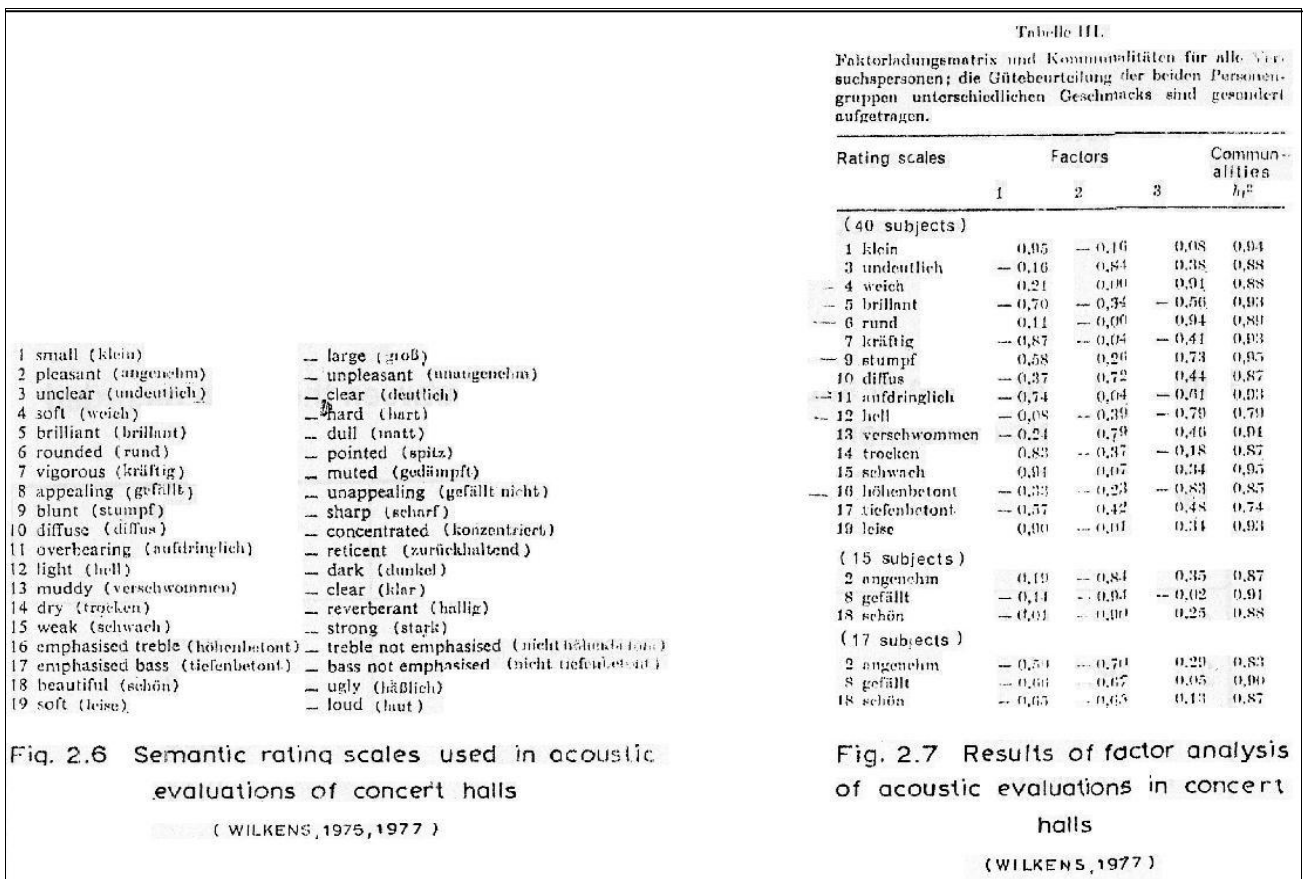 1 small (klein) — large (groß)
2 pleasant (angenehm) — unpleasant (unangenehm)
3 unclear (undeutlich) — clear (deutlich)
4 soft (weich) — hard (hart)
5 brilliant (brillant) — dull (matt)
6 rounded (rund) — pointed (spitz)
7 vigorous (kräftig) — muted (gedämpft)
8 appealing (gefällt) — unappealing (gefällt nicht)
9 blunt (stumpf) — sharp (scharf)
10 diffuse (diffus) — concentrated (konzentriert)
11 overbearing (aufdringlich) — reticent (zurückhaltend)
12 light (hell) — dark (dunkel)
13 muddy (verschwommen) — clear (klar)
14 dry (trocken) — reverberant (hallig)
15 weak (schwach) — strong (stark)
16 emphasised treble (höhenbetont) — treble not emphasised (nicht höhenbetont)
17 emphasised bass (tiefenbetont) — bass not emphasised (nicht tiefenbetont)
18 beautiful (schön) — ugly (häßlich)
19 soft (leise) — loud (laut)
Fig. 2.6 Semantic rating scales used in acoustic
evaluations of concert halls
( WILKENS, 1975, 1977 )
Tabelle III.
Faktorladungsmatrix und Kommunalitäten für alle Ver-
suchspersonen; die Gütebeurteilung der beiden Personen-
gruppen unterschiedlichen Geschmacks sind gesondert
aufgetragen.
Rating scales Factors Commun-
alities
1 2 3 h
(40 subjects)
1 klein 0,95 — 0,16 0,08 0,94
3 undeutlich — 0,16 0,84 0,38 0,88
— 4 weich 0,21 0,91 0,88
— 5 brillant — 0,70 — 0,34 — 0,56 0,93
— 6 rund 0,11 0,94 0,89
7 kräftig — 0,87 — 0,04 — 0,41 0,93
— 9 stumpf 0,58 0,26 0,73 0,95
10 diffus — 0,37 0,72 0,44 0,87
— 11 aufdringlich — 0,74 0,04 — 0,61 0,93
— 12 hell — 0,08 — 0,39 — 0,79 0,79
13 verschwommen — 0,24 0,79 0,46 0,91
14 trocken 0,83 — 0,37 — 0,18 0,87
15 schwach 0,91 0,07 0,34 0,95
— 16 höhenbetont — 0,33 — 0,23 — 0,83 0,85
17 tiefenbetont — 0,57 0,42 0,48 0,74
19 leise 0,90 — 0,01 0,34 0,93
(15 subjects)
2 angenehm 0,19 — 0,84 0,35 0,87
8 gefällt — 0,14 — 0,94 — 0,02 0,91
18 schön — 0,01 — 0,90 0,25 0,88
(17 subjects)
2 angenehm — 0,50 — 0,70 0,29 0,83
8 gefällt — 0,66 — 0,67 0,05 0,90
18 schön — 0,65 — 0,65 0,13 0,87
Fig. 2.7 Results of factor analysis
of acoustic evaluations in concert
halls
(WILKENS, 1977)